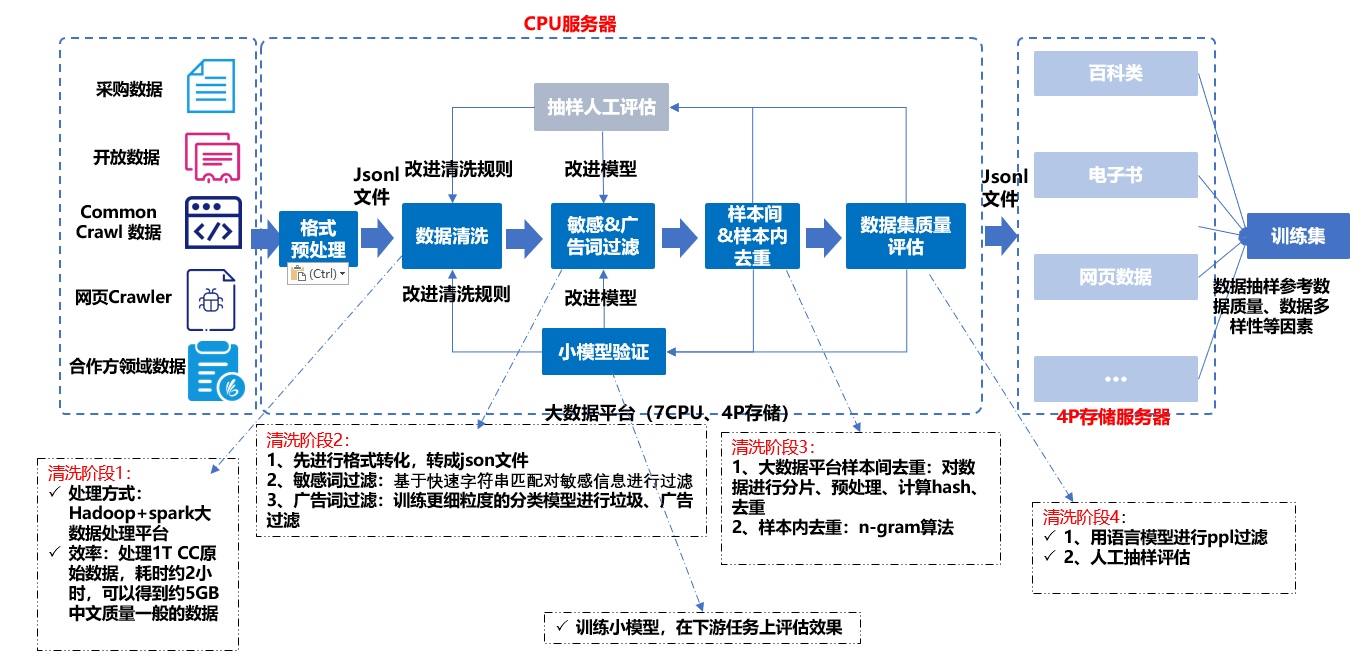 CPU服务器
采购数据
开放数据
Common
Crawl 数据
网页Crawler
合作方领域数据
格式
预处理
(Ctrl)
Jsonl
文件
抽样人工评估
改进清洗规则
改进模型
数据清洗
敏感&广
告词过滤
样本间
&样本内
去重
数据集质量
评估
改进清洗规则
改进模型
小模型验证
大数据平台（7CPU、4P存储）
Jsonl
文件
百科类
电子书
网页数据
...
4P存储服务器
训练集
数据抽样参考数
据质量、数据多
样性等因素
清洗阶段1：
✓ 处理方式：
Hadoop+spark大
数据处理平台
✓ 效率：处理1T CC原
始数据，耗时约2小
时，可以得到约5GB
中文质量一般的数据
清洗阶段2：
1、先进行格式转化，转成json文件
2、敏感词过滤：基于快速字符串匹配对敏感信息进行过滤
3、广告词过滤：训练更细粒度的分类模型进行垃圾、广告
过滤
清洗阶段3：
1、大数据平台样本间去重：对数
据进行分片、预处理、计算hash、
去重
2、样本内去重：n-gram算法
清洗阶段4：
✓ 1、用语言模型进行ppl过滤
✓ 2、人工抽样评估
✓ 训练小模型，在下游任务上评估效果